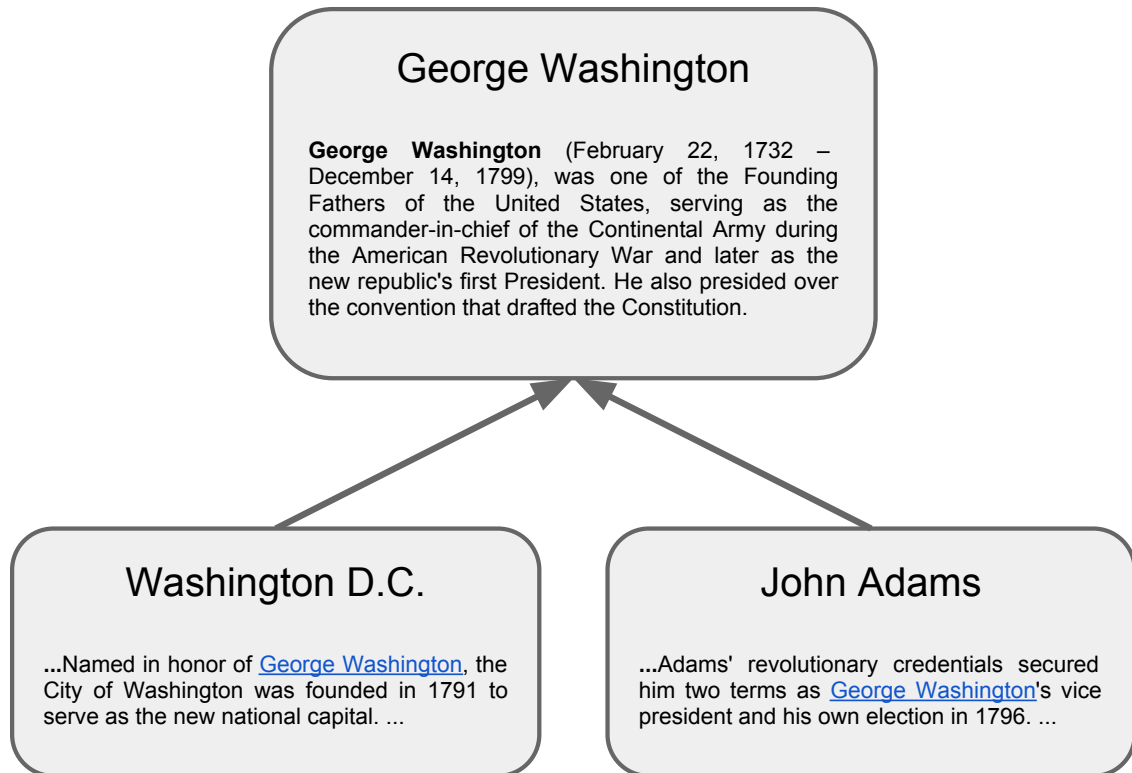 George Washington
George Washington (February 22, 1732 –
December 14, 1799), was one of the Founding
Fathers of the United States, serving as the
commander-in-chief of the Continental Army during
the American Revolutionary War and later as the
new republic's first President. He also presided over
the convention that drafted the Constitution.
Washington D.C.
...Named in honor of George Washington, the
City of Washington was founded in 1791 to
serve as the new national capital. ...
John Adams
...Adams' revolutionary credentials secured
him two terms as George Washington's vice
president and his own election in 1796. ...